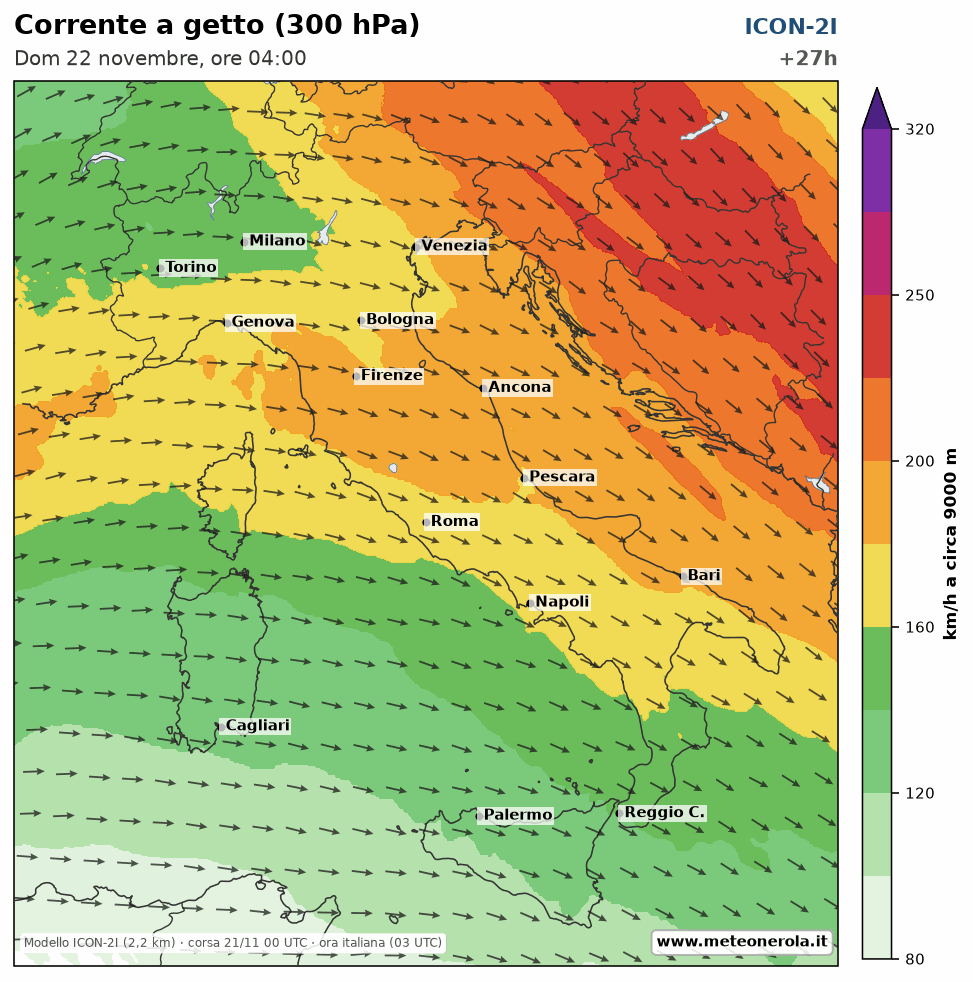 Corrente a getto (300 hPa)
ICON-2I
Dom 22 novembre, ore 04:00
+27h
Milano
Venezia
Torino
Genova
Bologna
Firenze
Ancona
Pescara
Roma
Bari
Napoli
Cagliari
Palermo
Reggio C.
320
250
200
160
120
80
km/h a circa 9000 m
Modello ICON-2I (2,2 km) · corsa 21/11 00 UTC · ora italiana (03 UTC)
www.meteonerola.it